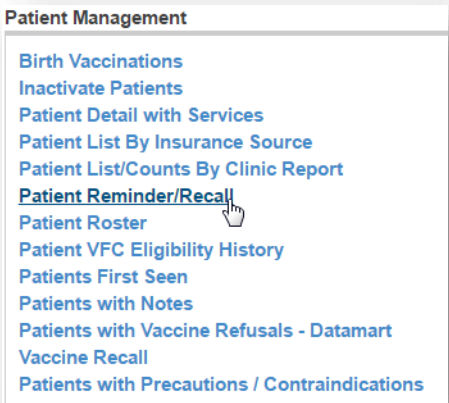 Patient Management
Birth Vaccinations
Inactivate Patients
Patient Detail with Services
Patient List By Insurance Source
Patient List/Counts By Clinic Report
Patient Reminder/Recall
Patient Roster
Patient VFC Eligibility History
Patients First Seen
Patients with Notes
Patients with Vaccine Refusals - Datamart
Vaccine Recall
Patients with Precautions / Contraindications